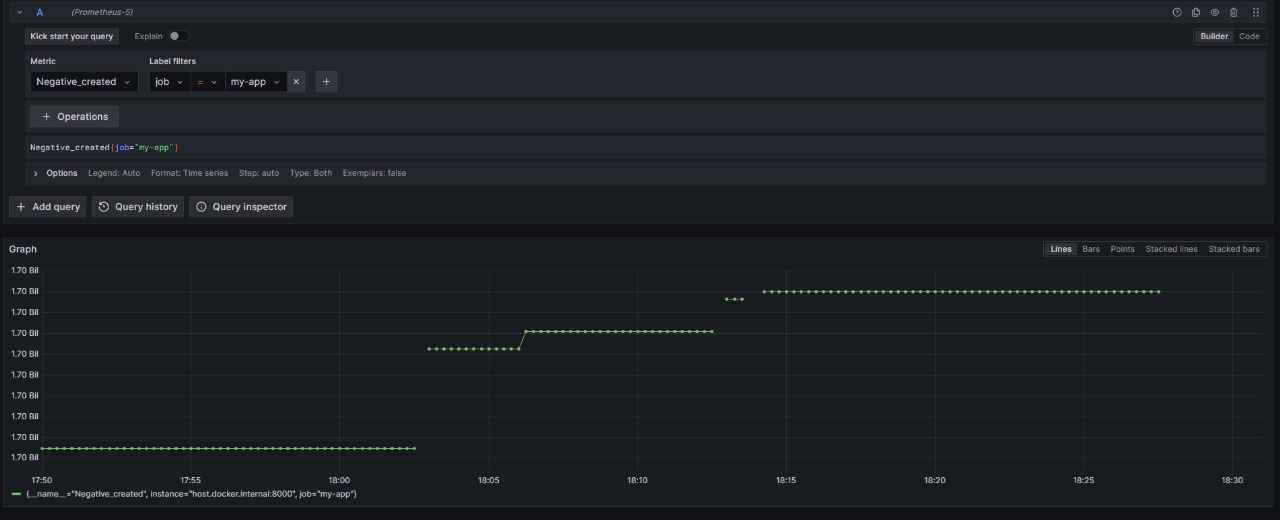 A (Prometheus-5)
Kick start your query Explain Builder Code
Metric Label filters
Negative_created job = my-app
Operations
Negative_created{job="my-app"}
Options Legend: Auto Format: Time series Step: auto Type: Both Exemplars: false
Add query Query history Query inspector
Graph Lines Bars Points Stacked lines Stacked bars
1.70 Bil
1.70 Bil
1.70 Bil
1.70 Bil
1.70 Bil
1.70 Bil
1.70 Bil
1.70 Bil
1.70 Bil
1.70 Bil
17:50 17:55 18:00 18:05 18:10 18:15 18:20 18:25 18:30
{__name__="Negative_created", instance="host.docker.internal:8000", job="my-app"}